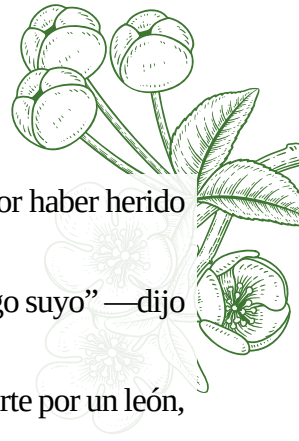 or haber herido
go suyo” —dijo
rte por un león,